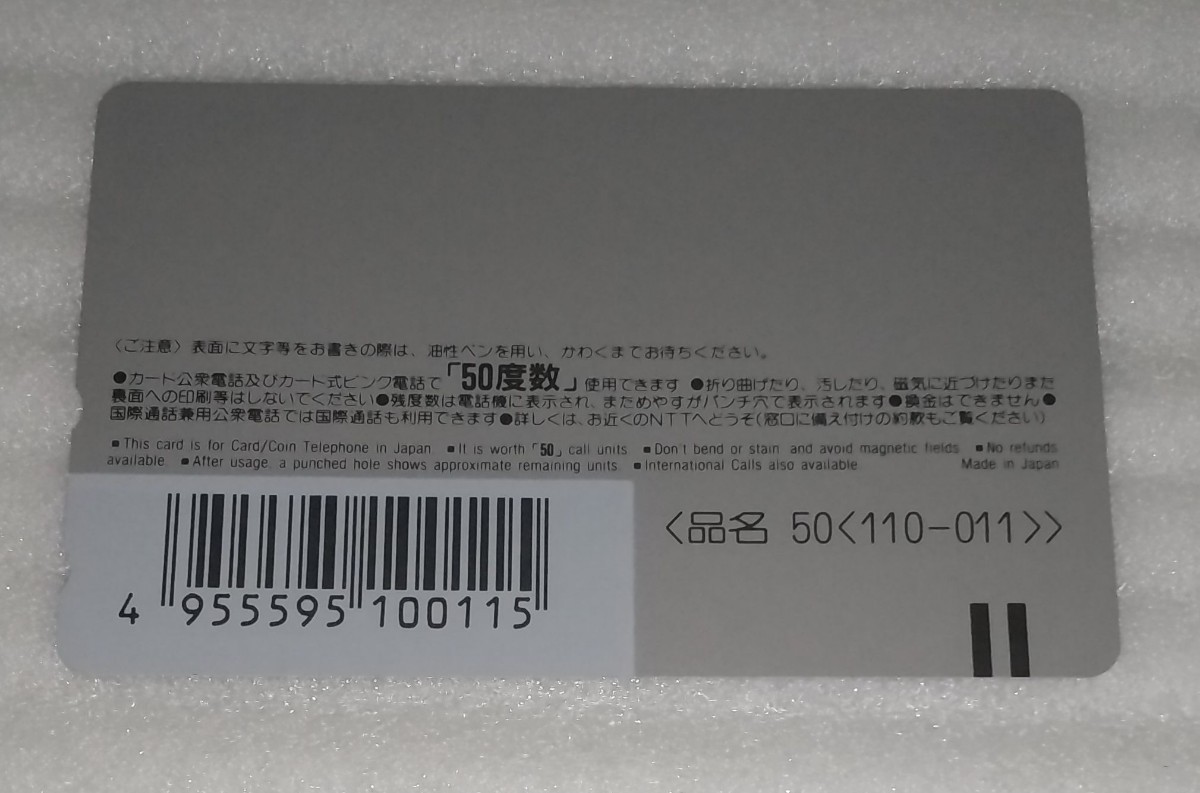 〈ご注意〉表面に文字等をお書きの際は、油性ペンを用い、かわくまでお待ちください。
●カード公衆電話及びカード式ピンク電話で「50度数」使用できます ●折り曲げたり、汚したり、磁気に近づけたりまた
裏面への印刷等はしないでください●残度数は電話機に表示され、まためやすがパンチ穴で表示されます●換金はできません●
国際通話兼用公衆電話では国際通話も利用できます●詳しくは、お近くのNTTへどうぞ(窓口に備え付けの約款もご覧ください)
■This card is for Card/Coin Telephone in Japan. ■It is worth「50」call units. ■Don't bend or stain and avoid magnetic fields. ■No refunds
available. ■After usage, a punched hole shows approximate remaining units. ■International Calls also available. Made in Japan
〈品名 50〈110-011〉〉
4 955595 100115